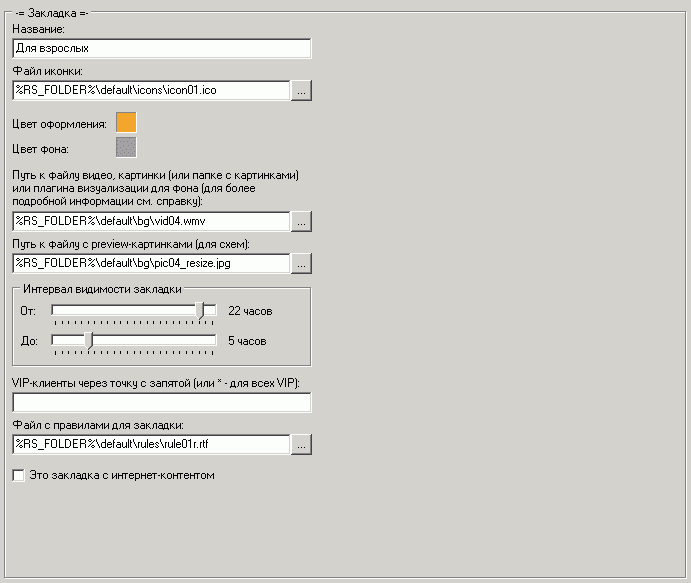 -= Закладка =-
Название:
Для взрослых
Файл иконки:
%RS_FOLDER%\default\icons\icon01.ico
...
Цвет оформления:
Цвет фона:
Путь к файлу видео, картинки (или папке с картинками)
или плагина визуализации для фона (для более
подробной информации см. справку):
%RS_FOLDER%\default\bg\vid04.wmv
...
Путь к файлу с preview-картинками (для схем):
%RS_FOLDER%\default\bg\pic04_resize.jpg
...
Интервал видимости закладки
От: 22 часов
До: 5 часов
VIP-клиенты через точку с запятой (или * - для всех VIP):
Файл с правилами для закладки:
%RS_FOLDER%\default\rules\rule01r.rtf
...
Это закладка с интернет-контентом